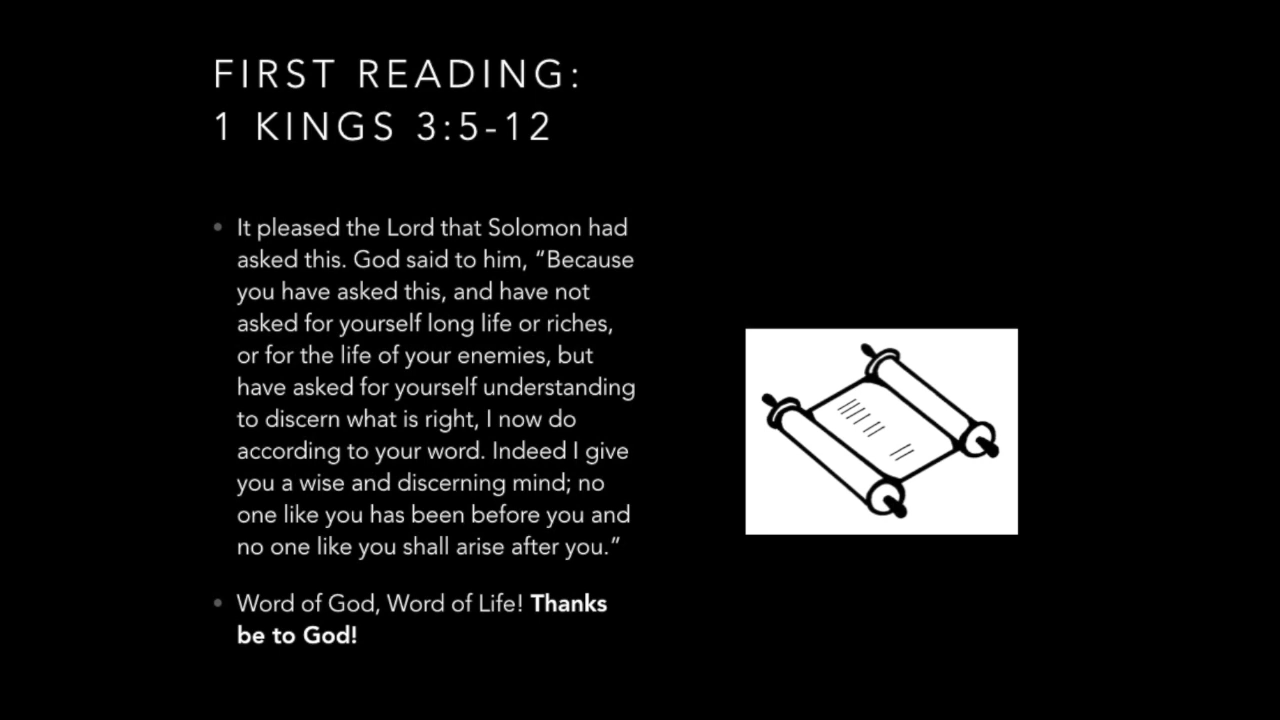 FIRST READING:
1 KINGS 3:5-12
• It pleased the Lord that Solomon had
asked this. God said to him, “Because
you have asked this, and have not
asked for yourself long life or riches,
or for the life of your enemies, but
have asked for yourself understanding
to discern what is right, I now do
according to your word. Indeed I give
you a wise and discerning mind; no
one like you has been before you and
no one like you shall arise after you.”
• Word of God, Word of Life! Thanks
be to God!